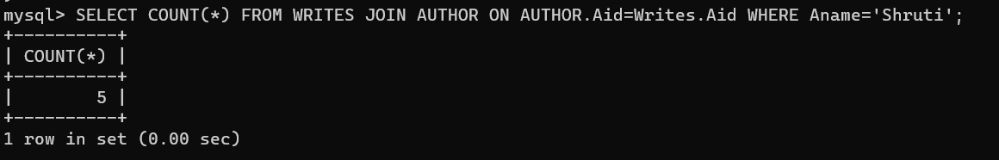 mysql> SELECT COUNT(*) FROM WRITES JOIN AUTHOR ON AUTHOR.Aid=Writes.Aid WHERE Aname='Shruti';
+----------+
| COUNT(*) |
+----------+
|        5 |
+----------+
1 row in set (0.00 sec)